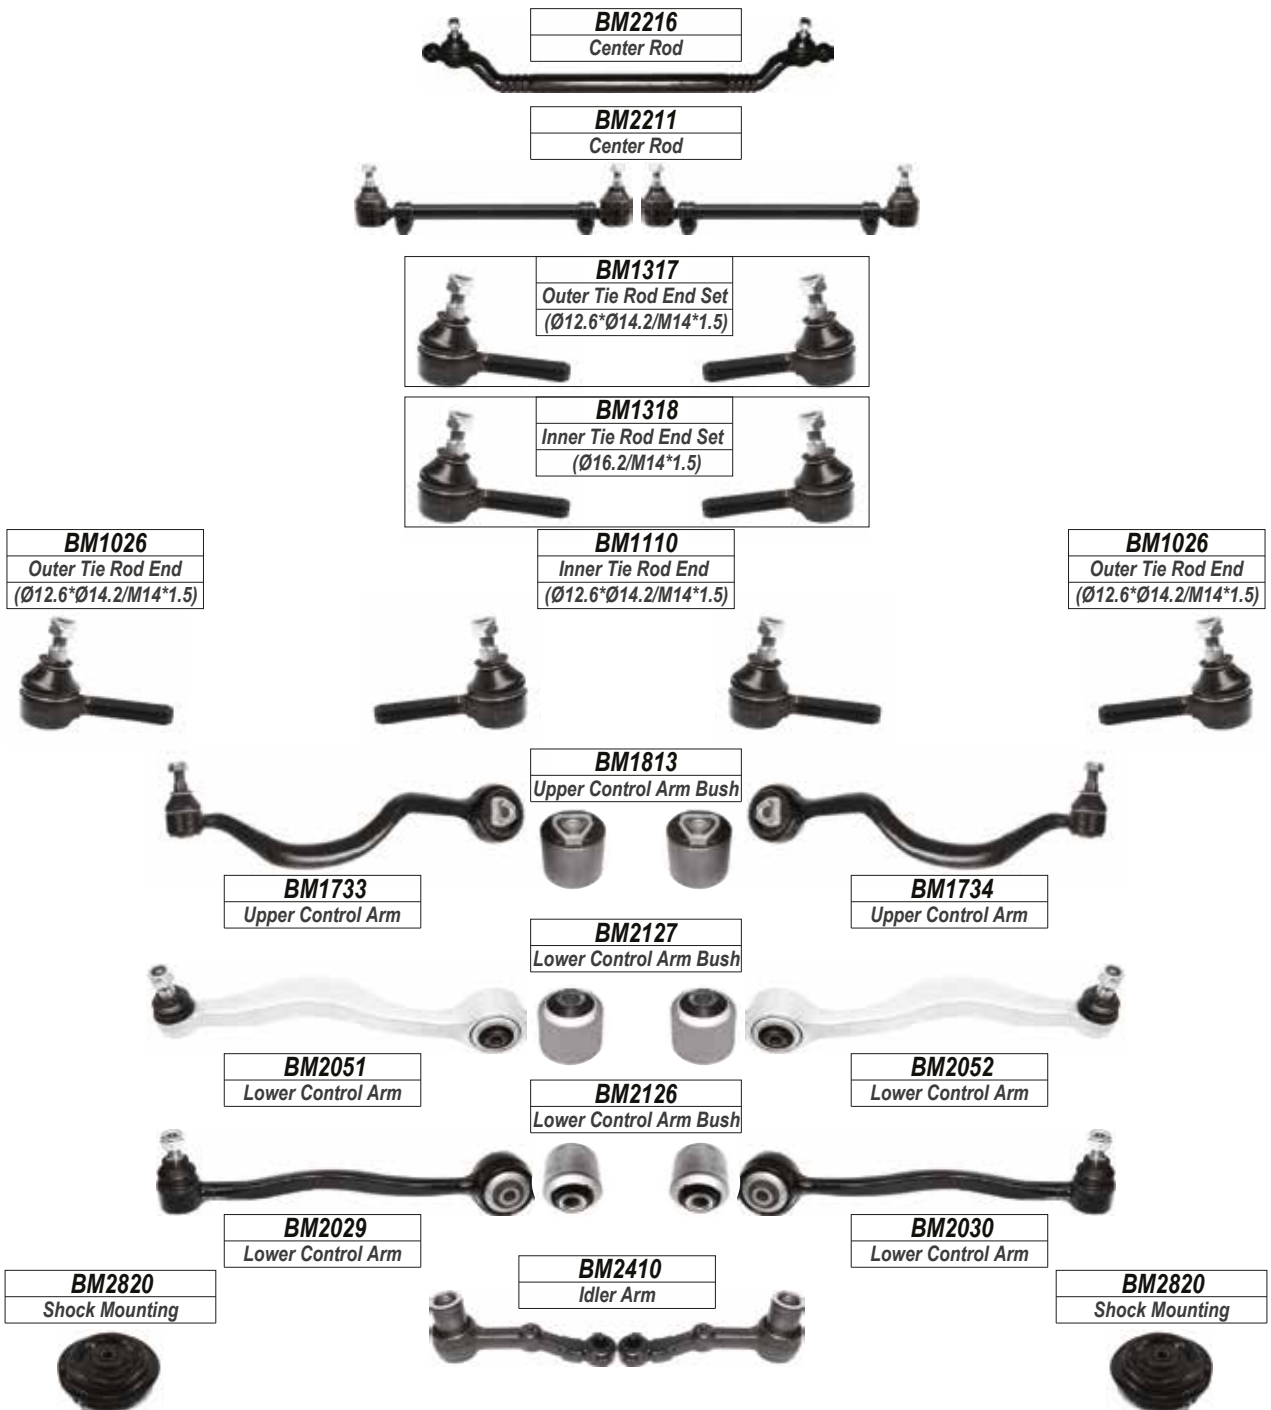 BM2216
Center Rod
BM2211
Center Rod
BM1317
Outer Tie Rod End Set
(Ø12.6*Ø14.2/M14*1.5)
BM1318
Inner Tie Rod End Set
(Ø16.2/M14*1.5)
BM1026
Outer Tie Rod End
(Ø12.6*Ø14.2/M14*1.5)
BM1110
Inner Tie Rod End
(Ø12.6*Ø14.2/M14*1.5)
BM1026
Outer Tie Rod End
(Ø12.6*Ø14.2/M14*1.5)
BM1813
Upper Control Arm Bush
BM1733
Upper Control Arm
BM1734
Upper Control Arm
BM2127
Lower Control Arm Bush
BM2051
Lower Control Arm
BM2052
Lower Control Arm
BM2126
Lower Control Arm Bush
BM2029
Lower Control Arm
BM2030
Lower Control Arm
BM2820
Shock Mounting
BM2410
Idler Arm
BM2820
Shock Mounting